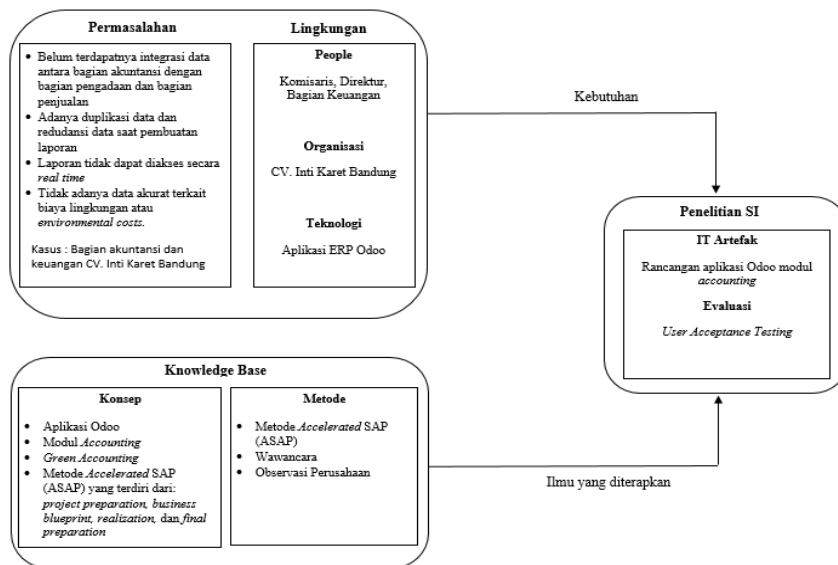 Permasalahan
Belum terdapatnya integrasi data
antara bagian akuntansi dengan
bagian pengadaan dan bagian
penjualan
Adanya duplikasi data dan
redudansi data saat pembuatan
laporan
Laporan tidak dapat diakses secara
real time
Tidak adanya data akurat terkait
biaya lingkungan atau
environmental costs.
Kasus : Bagian akuntansi dan
keuangan CV. Inti Karet Bandung
Lingkungan
People
Komisaris, Direktur,
Bagian Keuangan
Organisasi
CV. Inti Karet Bandung
Teknologi
Aplikasi ERP Odoo
Kebutuhan
Penelitian SI
IT Artefak
Rancangan aplikasi Odoo modul
accounting
Evaluasi
User Acceptance Testing
Knowledge Base
Konsep
Aplikasi Odoo
Modul Accounting
Green Accounting
Metode Accelerated SAP
(ASAP) yang terdiri dari:
project preparation, business
blueprint, realization, dan final
preparation
Metode
Metode Accelerated SAP
(ASAP)
Wawancara
Observasi Perusahaan
Ilmu yang diterapkan